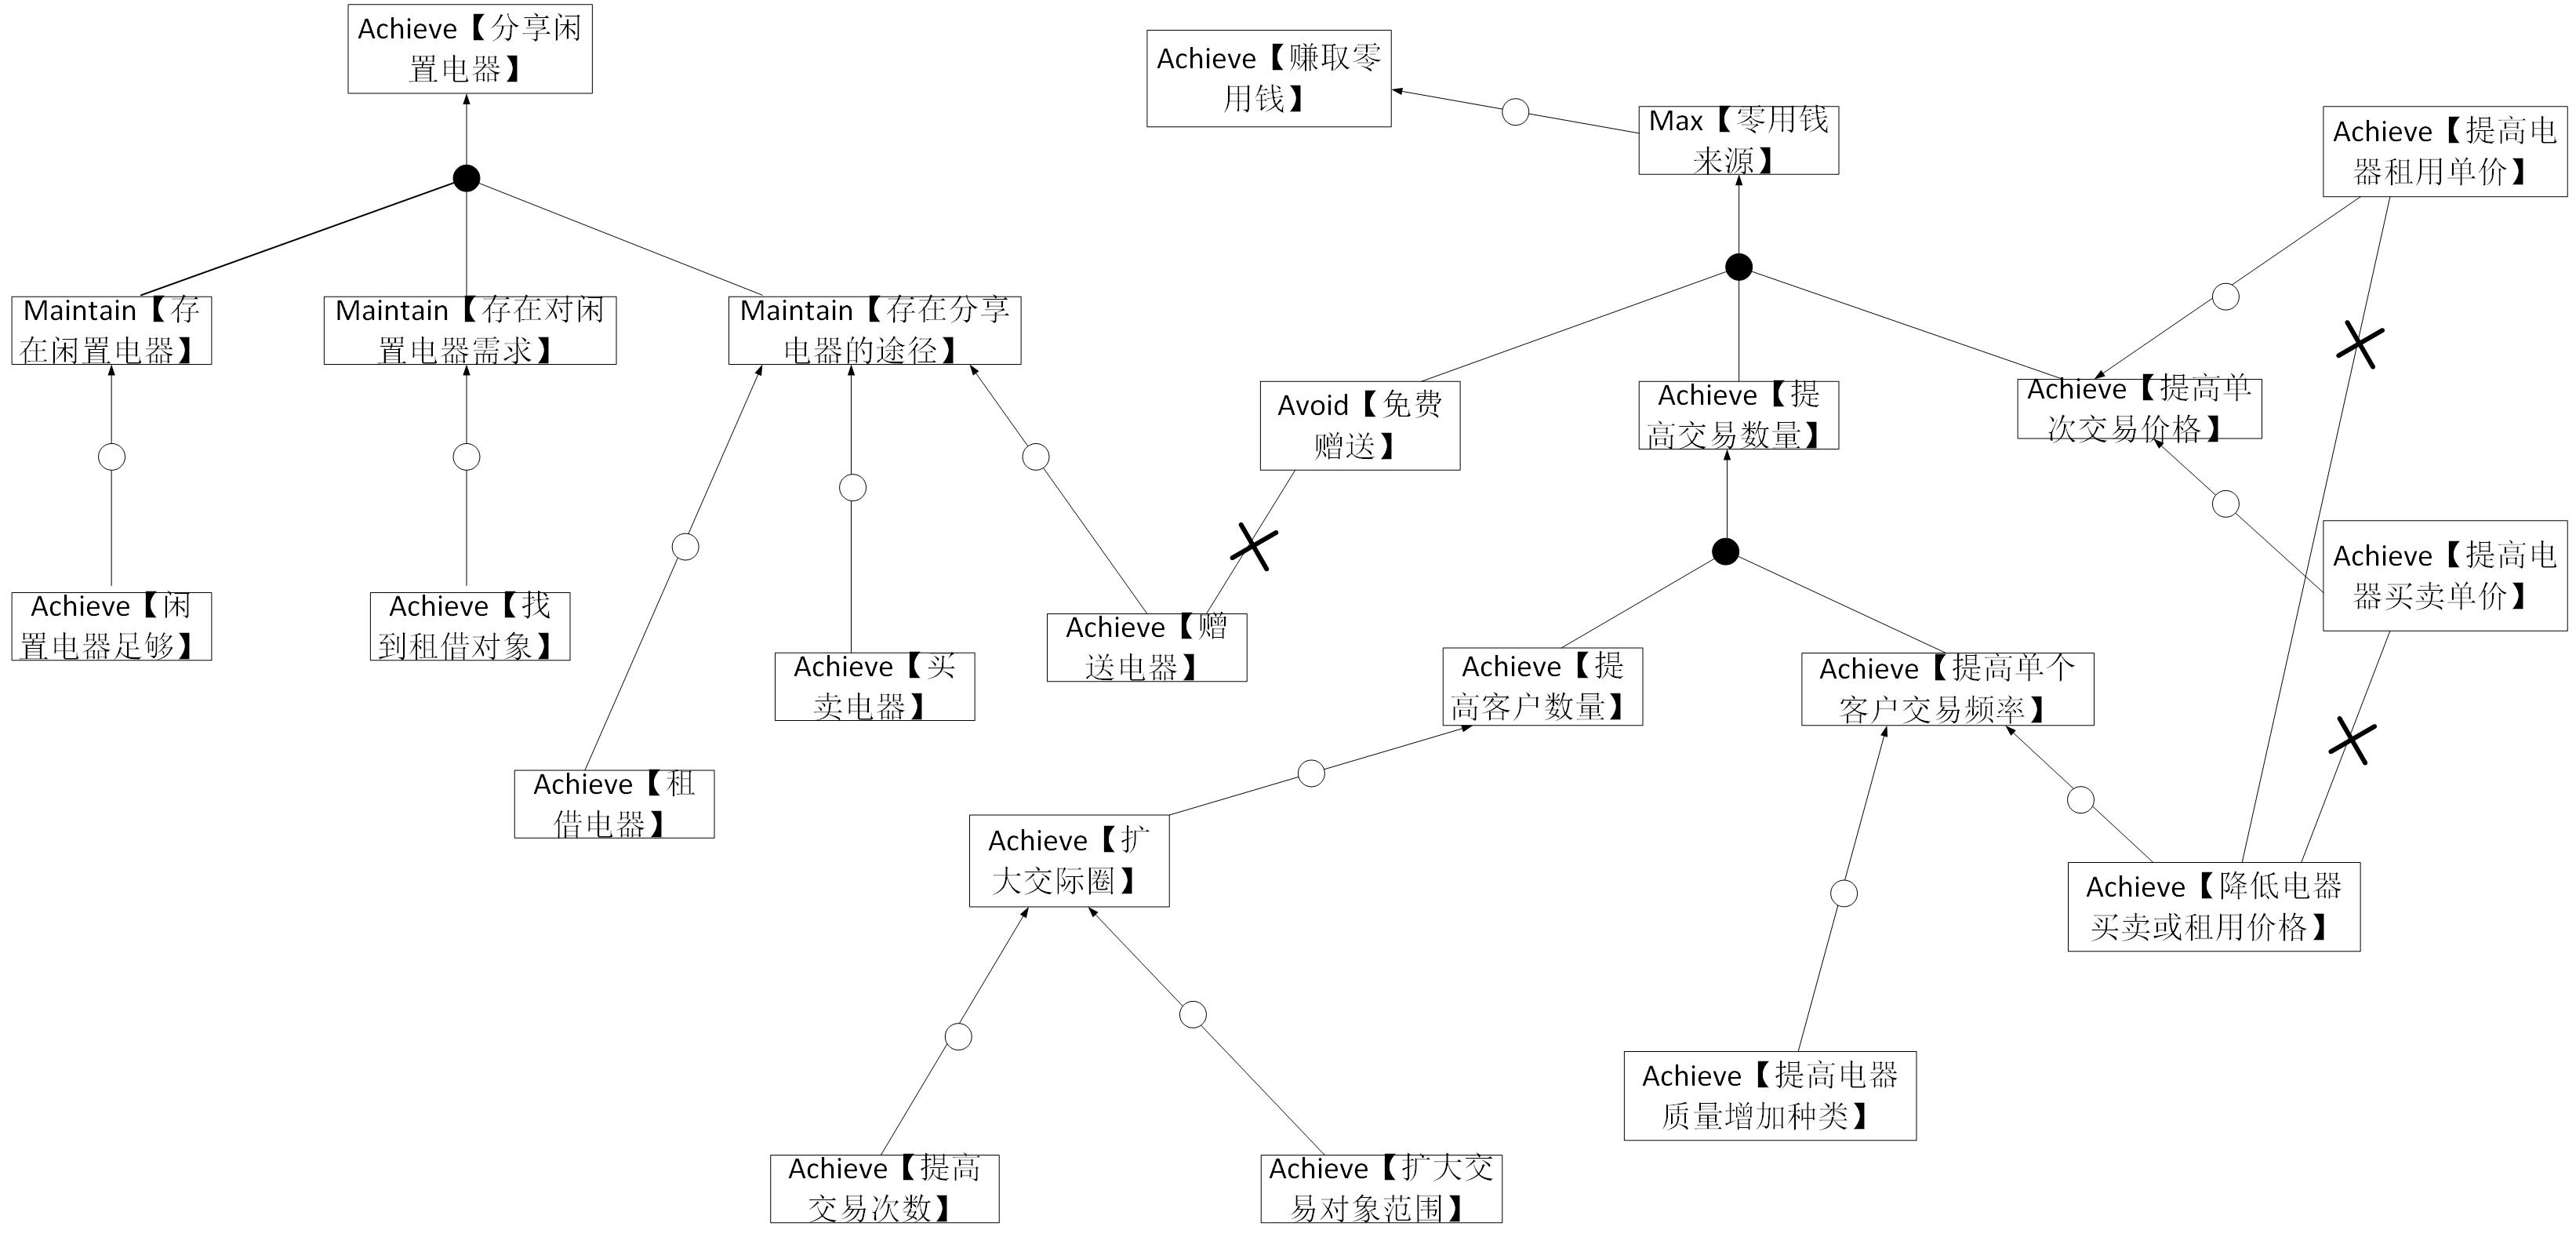 Achieve【分享闲
置电器】
Achieve【赚取零
用钱】
Max【零用钱
来源】
Achieve【提高电
器租用单价】
Maintain【存
在闲置电器】
Maintain【存在对闲
置电器需求】
Maintain【存在分享
电器的途径】
Avoid【免费
赠送】
Achieve【提
高交易数量】
Achieve【提高单
次交易价格】
Achieve【提高电
器买卖单价】
Achieve【闲
置电器足够】
Achieve【找
到租借对象】
Achieve【买
卖电器】
Achieve【赠
送电器】
Achieve【提
高客户数量】
Achieve【提高单个
客户交易频率】
Achieve【租
借电器】
Achieve【扩
大交际圈】
Achieve【降低电器
买卖或租用价格】
Achieve【提高电器
质量增加种类】
Achieve【提高
交易次数】
Achieve【扩大交
易对象范围】